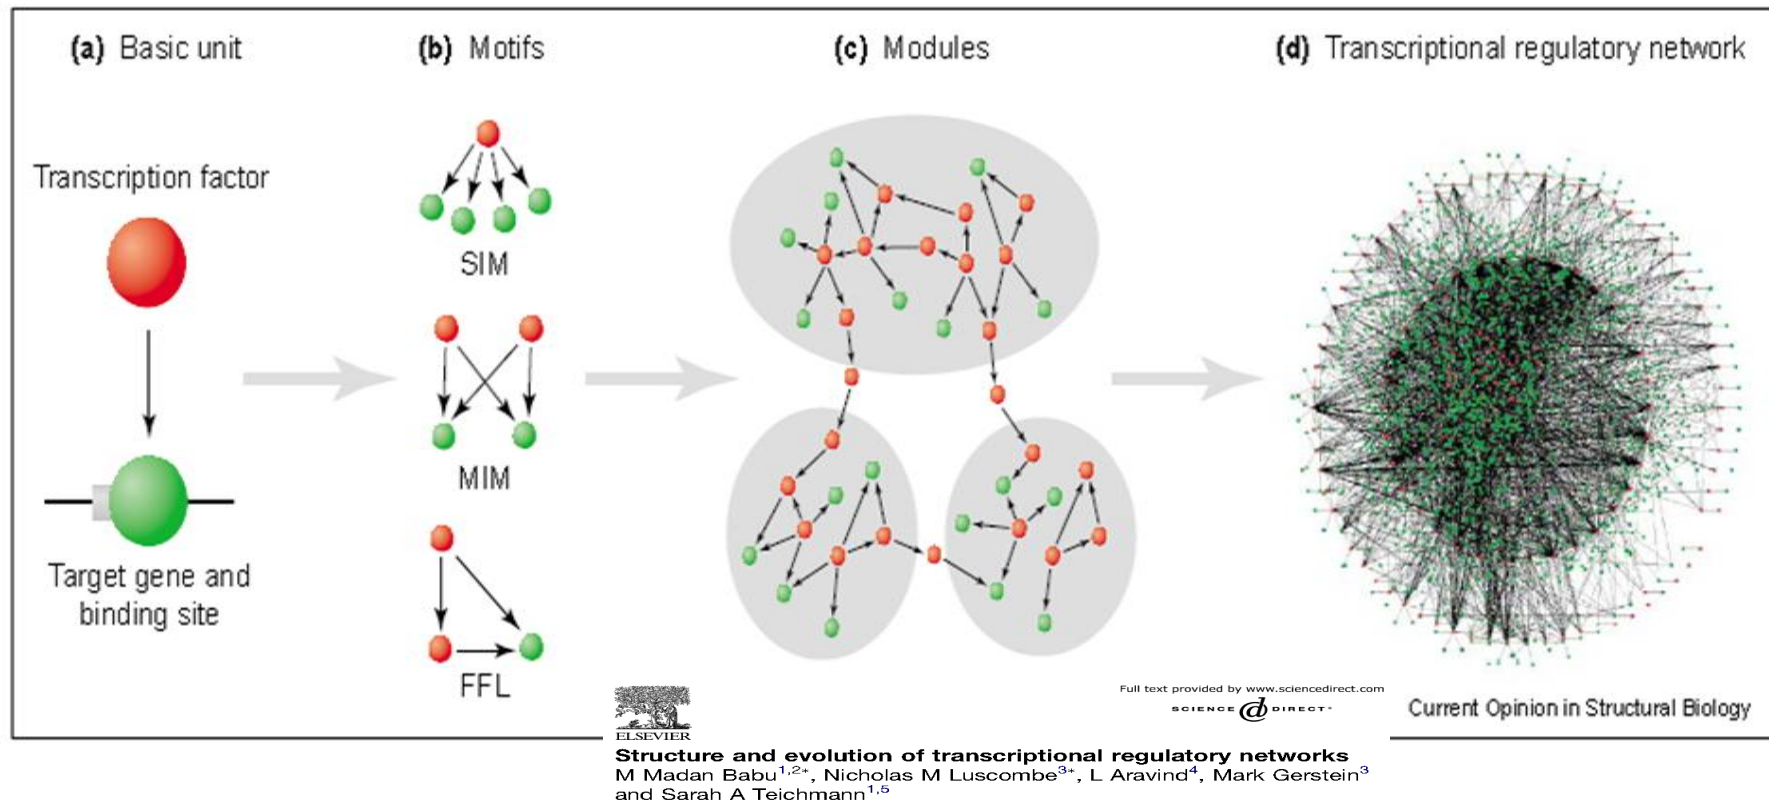 (a) Basic unit
(b) Motifs
(c) Modules
(d) Transcriptional regulatory network
Transcription factor
Target gene and
binding site
SIM
MIM
FFL
ELSEVIER
Full text provided by www.sciencedirect.com
SCIENCE d DIRECT®
Current Opinion in Structural Biology
Structure and evolution of transcriptional regulatory networks
M Madan Babu1,2*, Nicholas M Luscombe3*, L Aravind4, Mark Gerstein3
and Sarah A Teichmann1,5